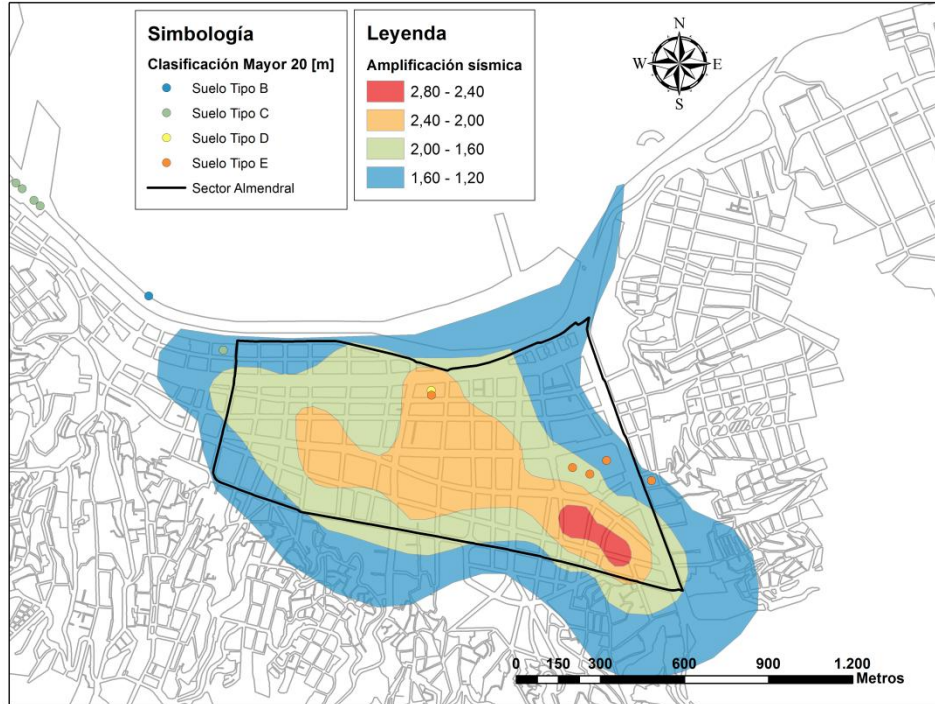 Simbología
Clasificación Mayor 20 [m]
Suelo Tipo B
Suelo Tipo C
Suelo Tipo D
Suelo Tipo E
Sector Almendral
Leyenda
Amplificación sísmica
2,80 - 2,40
2,40 - 2,00
2,00 - 1,60
1,60 - 1,20
N
W E
S
0 150 300 600 900 1.200
Metros